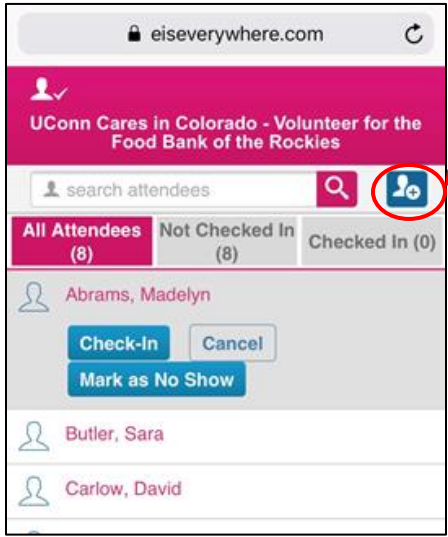 eiseverywhere.com
UConn Cares in Colorado - Volunteer for the
Food Bank of the Rockies
search attendees
All Attendees Not Checked In Checked In (0)
(8) (8)
Abrams, Madelyn
Check-In Cancel
Mark as No Show
Butler, Sara
Carlow, David